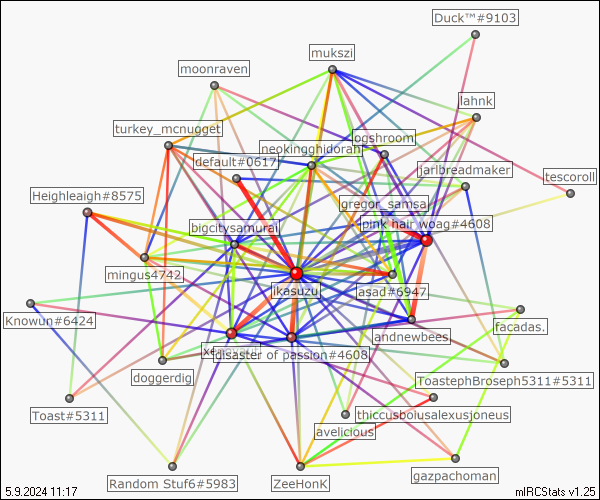 Duck™#9103
mukszi
moonraven
lahnk
turkey_mcnugget
ogshroom
neokingghidorah
default#0617
jarlbreadmaker
tescoroll
Heighleaigh#8575
lgregor_samsa
bigcitysamurai
pink hair woag#4608
mingus4742
ikasuzu
asad#6947
Knowun#6424
facadas.
andnewbees
disaster of passion#4608
doggerdig
ToastephBroseph5311#5311
Toast#5311
thiccusboiusalexusjoneus
avelicious
gazpachoman
Random Stuf6#5983
ZeeHonK
5.9.2024 11:17
mIRCStats v1.25